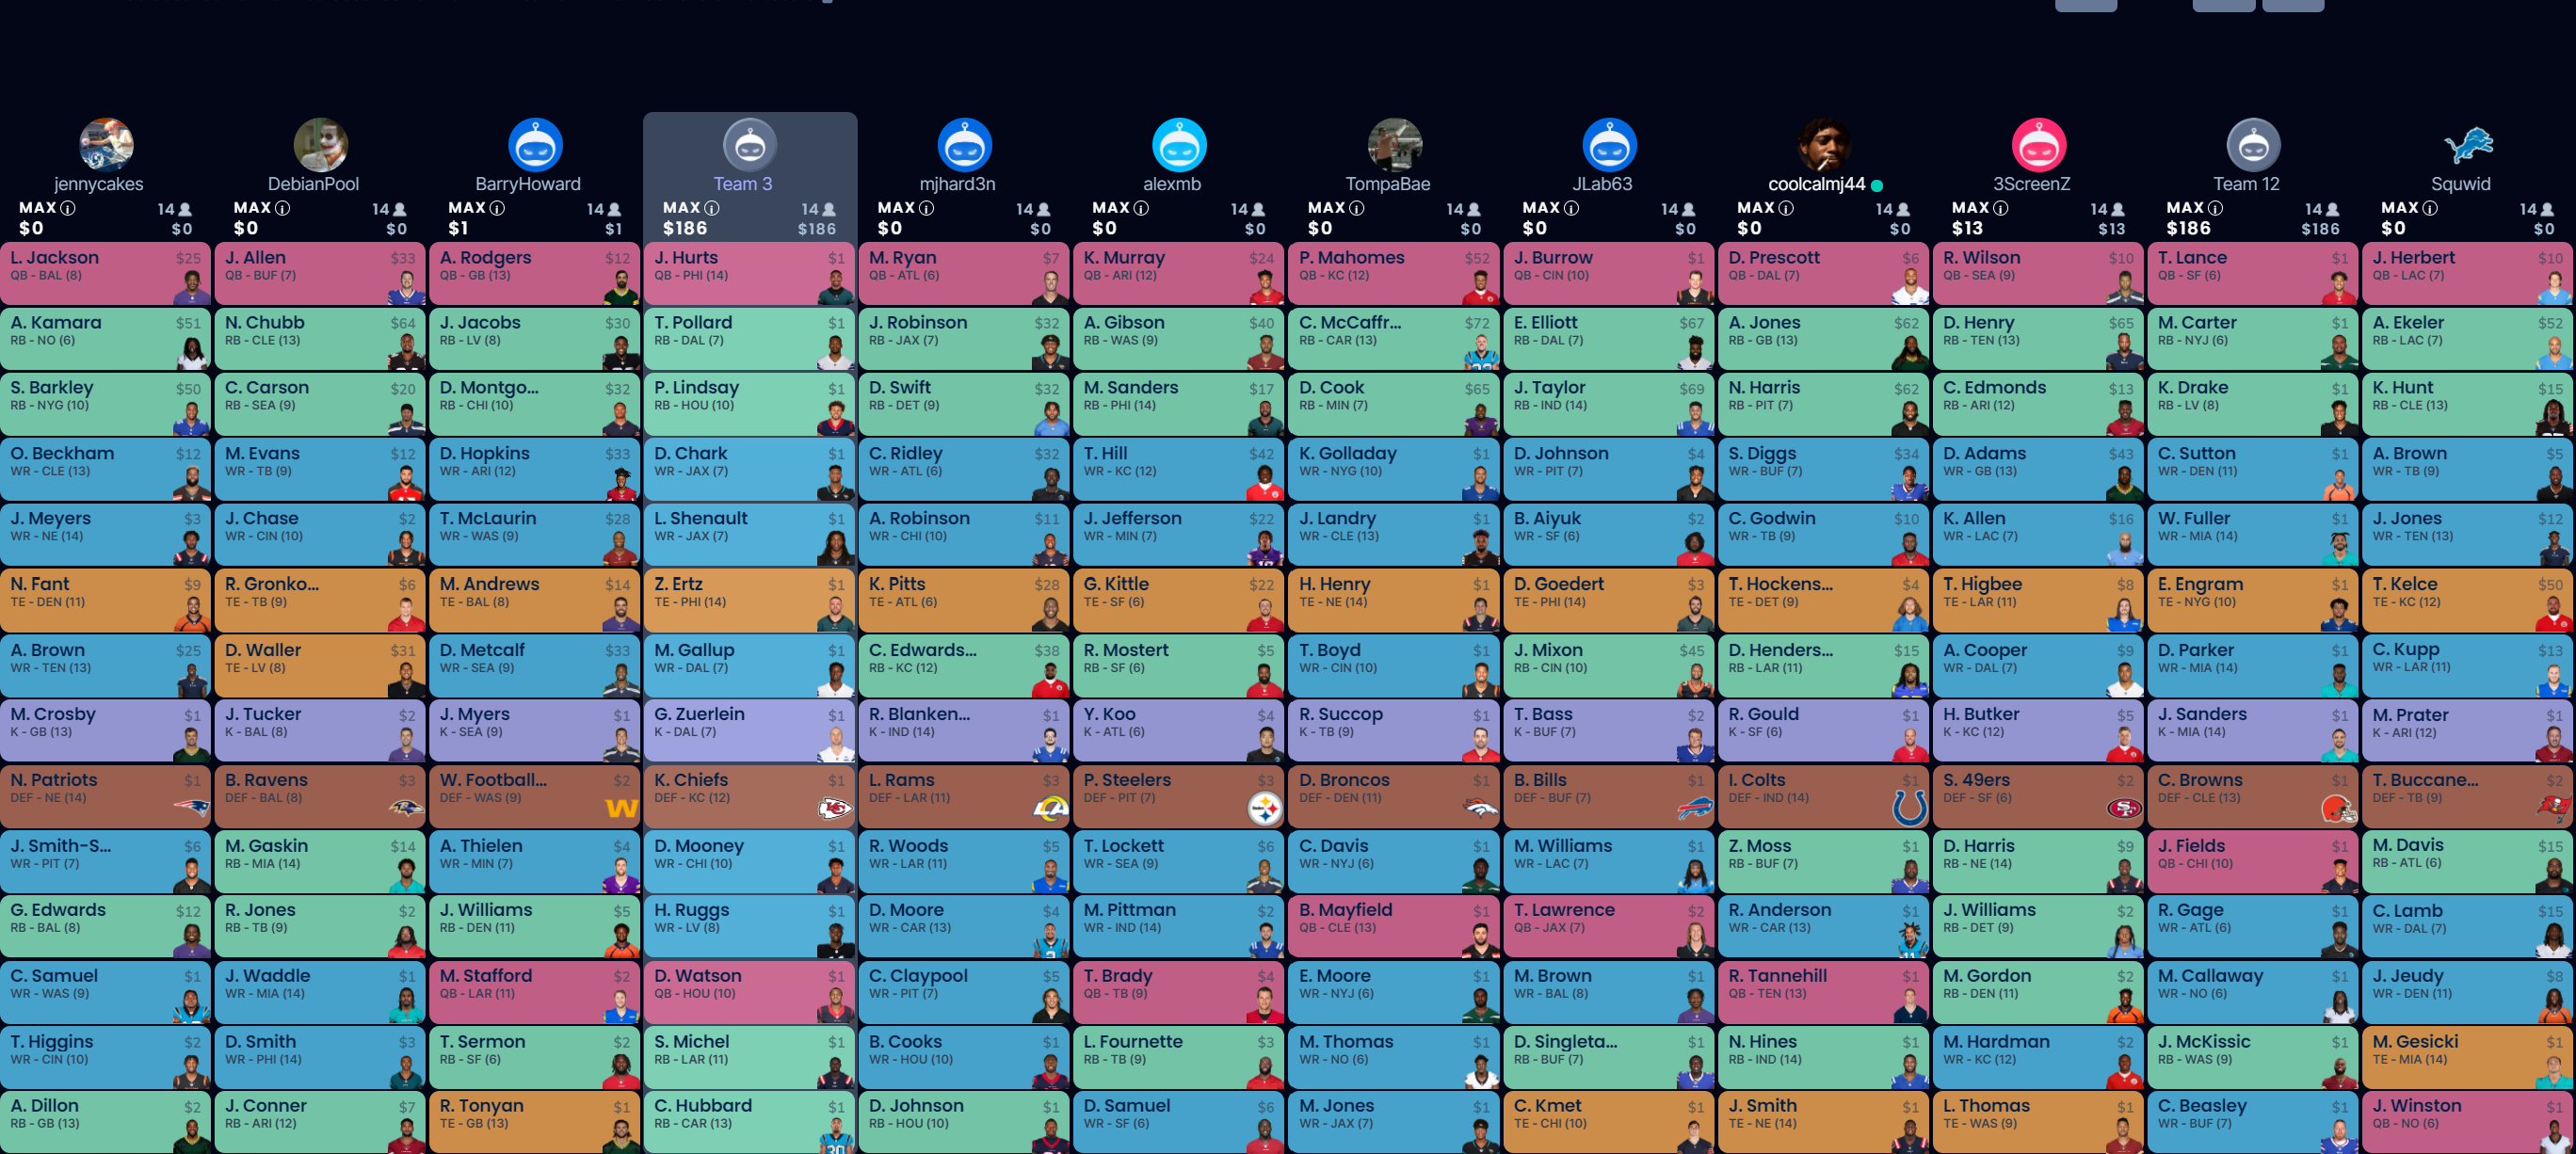 jennycakes DebianPool BarryHoward Team 3 mjhard3n alexmb TompaBae JLab63 coolcalmj44 3ScreenZ Team 12 Squwid
MAX 14 MAX 14 MAX 14 MAX 14 MAX 14 MAX 14 MAX 14 MAX 14 MAX 14 MAX 14 MAX 14 MAX 14
$0 $0 $0 $0 $1 $1 $186 $186 $0 $0 $0 $0 $0 $0 $0 $0 $0 $0 $13 $13 $186 $186 $0 $0
L. Jackson $25 J. Allen $33 A. Rodgers $12 J. Hurts $1 M. Ryan $7 K. Murray $24 P. Mahomes $52 J. Burrow $1 D. Prescott $6 R. Wilson $10 T. Lance $1 J. Herbert $10
QB - BAL (8) QB - BUF (7) QB - GB (13) QB - PHI (14) QB - ATL (6) QB - ARI (12) QB - KC (12) QB - CIN (10) QB - DAL (7) QB - SEA (9) QB - SF (6) QB - LAC (7)
A. Kamara $51 N. Chubb $64 J. Jacobs $30 T. Pollard $1 J. Robinson $32 A. Gibson $40 C. McCaffr... $72 E. Elliott $67 A. Jones $62 D. Henry $65 M. Carter $1 A. Ekeler $52
RB - NO (6) RB - CLE (13) RB - LV (8) RB - DAL (7) RB - JAX (7) RB - WAS (9) RB - CAR (13) RB - DAL (7) RB - GB (13) RB - TEN (13) RB - NYJ (6) RB - LAC (7)
S. Barkley $50 C. Carson $20 D. Montgo... $32 P. Lindsay $1 D. Swift $32 M. Sanders $17 D. Cook $65 J. Taylor $69 N. Harris $62 C. Edmonds $13 K. Drake $1 K. Hunt $15
RB - NYG (10) RB - SEA (9) RB - CHI (10) RB - HOU (10) RB - DET (9) RB - PHI (14) RB - MIN (7) RB - IND (14) RB - PIT (7) RB - ARI (12) RB - LV (8) RB - CLE (13)
O. Beckham $12 M. Evans $12 D. Hopkins $33 D. Chark $1 C. Ridley $32 T. Hill $42 K. Golladay $1 D. Johnson $4 S. Diggs $34 D. Adams $43 C. Sutton $1 A. Brown $5
WR - CLE (13) WR - TB (9) WR - ARI (12) WR - JAX (7) WR - ATL (6) WR - KC (12) WR - NYG (10) WR - PIT (7) WR - BUF (7) WR - GB (13) WR - DEN (11) WR - TB (9)
J. Meyers $3 J. Chase $2 T. McLaurin $28 L. Shenault $1 A. Robinson $11 J. Jefferson $22 J. Landry $1 B. Aiyuk $2 C. Godwin $10 K. Allen $16 W. Fuller $1 J. Jones $12
WR - NE (14) WR - CIN (10) WR - WAS (9) WR - JAX (7) WR - CHI (10) WR - MIN (7) WR - CLE (13) WR - SF (6) WR - TB (9) WR - LAC (7) WR - MIA (14) WR - TEN (13)
N. Fant $9 R. Gronko... $6 M. Andrews $14 Z. Ertz $1 K. Pitts $28 G. Kittle $22 H. Henry $1 D. Goedert $3 T. Hockens... $4 T. Higbee $8 E. Engram $1 T. Kelce $50
TE - DEN (11) TE - TB (9) TE - BAL (8) TE - PHI (14) TE - ATL (6) TE - SF (6) TE - NE (14) TE - PHI (14) TE - DET (9) TE - LAR (11) TE - NYG (10) TE - KC (12)
A. Brown $25 D. Waller $31 D. Metcalf $33 M. Gallup $1 C. Edwards... $38 R. Mostert $5 T. Boyd $1 J. Mixon $45 D. Henders... $15 A. Cooper $9 D. Parker $1 C. Kupp $13
WR - TEN (13) TE - LV (8) WR - SEA (9) WR - DAL (7) RB - KC (12) RB - SF (6) WR - CIN (10) RB - CIN (10) RB - LAR (11) WR - DAL (7) WR - MIA (14) WR - LAR (11)
M. Crosby $1 J. Tucker $2 J. Myers $1 G. Zuerlein $1 R. Blanken... $1 Y. Koo $4 R. Succop $1 T. Bass $2 R. Gould $1 H. Butker $5 J. Sanders $1 M. Prater $1
K - GB (13) K - BAL (8) K - SEA (9) K - DAL (7) K - IND (14) K - ATL (6) K - TB (9) K - BUF (7) K - SF (6) K - KC (12) K - MIA (14) K - ARI (12)
N. Patriots $1 B. Ravens $3 W. Football... $2 K. Chiefs $1 L. Rams $3 P. Steelers $3 D. Broncos $1 B. Bills $1 I. Colts $1 S. 49ers $2 C. Browns $1 T. Buccane... $2
DEF - NE (14) DEF - BAL (8) DEF - WAS (9) DEF - KC (12) DEF - LAR (11) DEF - PIT (7) DEF - DEN (11) DEF - BUF (7) DEF - IND (14) DEF - SF (6) DEF - CLE (13) DEF - TB (9)
J. Smith-S... $6 M. Gaskin $14 A. Thielen $4 D. Mooney $1 R. Woods $5 T. Lockett $6 C. Davis $1 M. Williams $1 Z. Moss $1 D. Harris $9 J. Fields $1 M. Davis $15
WR - PIT (7) RB - MIA (14) WR - MIN (7) WR - CHI (10) WR - LAR (11) WR - SEA (9) WR - NYJ (6) WR - LAC (7) RB - BUF (7) RB - NE (14) QB - CHI (10) RB - ATL (6)
G. Edwards $12 R. Jones $2 J. Williams $5 H. Ruggs $1 D. Moore $4 M. Pittman $2 B. Mayfield $1 T. Lawrence $2 R. Anderson $1 J. Williams $2 R. Gage $1 C. Lamb $15
RB - BAL (8) RB - TB (9) RB - DEN (11) WR - LV (8) WR - CAR (13) WR - IND (14) QB - CLE (13) QB - JAX (7) WR - CAR (13) RB - DET (9) WR - ATL (6) WR - DAL (7)
C. Samuel $1 J. Waddle $1 M. Stafford $2 D. Watson $1 C. Claypool $5 T. Brady $4 E. Moore $1 M. Brown $1 R. Tannehill $1 M. Gordon $2 M. Callaway $1 J. Jeudy $8
WR - WAS (9) WR - MIA (14) QB - LAR (11) QB - HOU (10) WR - PIT (7) QB - TB (9) WR - NYJ (6) WR - BAL (8) QB - TEN (13) RB - DEN (11) WR - NO (6) WR - DEN (11)
T. Higgins $2 D. Smith $3 T. Sermon $2 S. Michel $1 B. Cooks $1 L. Fournette $3 M. Thomas $1 D. Singleta... $1 N. Hines $1 M. Hardman $2 J. McKissic $1 M. Gesicki $1
WR - CIN (10) WR - PHI (14) RB - SF (6) RB - LAR (11) WR - HOU (10) RB - TB (9) WR - NO (6) RB - BUF (7) RB - IND (14) WR - KC (12) RB - WAS (9) TE - MIA (14)
A. Dillon $2 J. Conner $7 R. Tonyan $1 C. Hubbard $1 D. Johnson $1 D. Samuel $6 M. Jones $1 C. Kmet $1 J. Smith $1 L. Thomas $1 C. Beasley $1 J. Winston $1
RB - GB (13) RB - ARI (12) TE - GB (13) RB - CAR (13) RB - HOU (10) WR - SF (6) WR - JAX (7) TE - CHI (10) TE - NE (14) TE - WAS (9) WR - BUF (7) QB - NO (6)